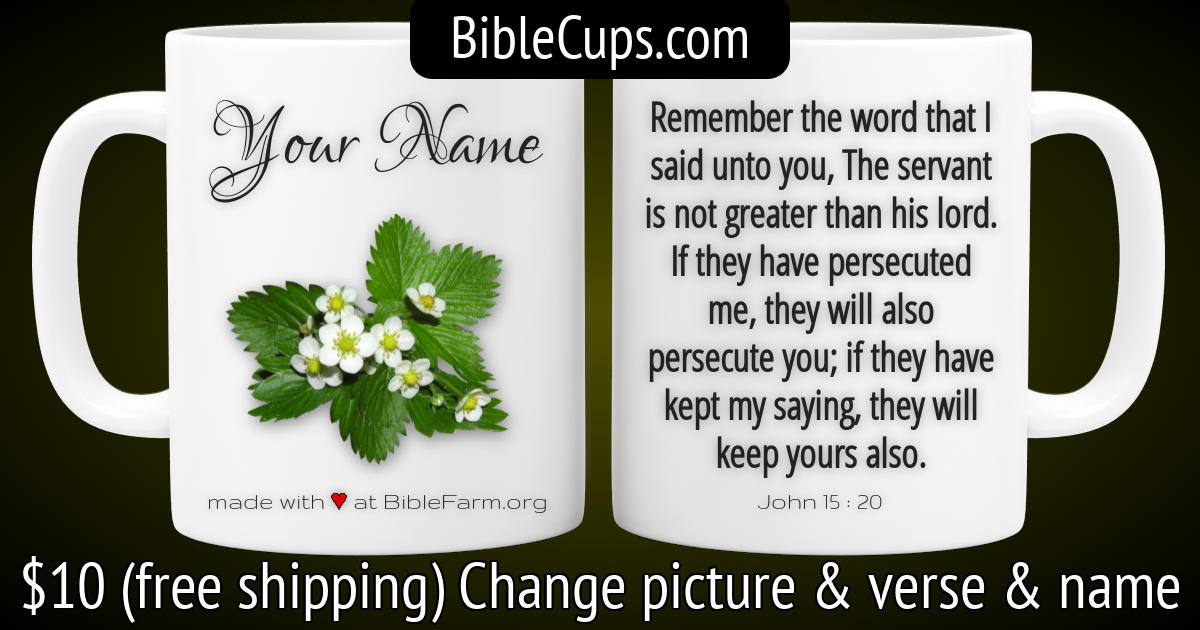 BibleCups.com
Your Name
made with ♥ at BibleFarm.org
Remember the word that I
said unto you, The servant
is not greater than his lord.
If they have persecuted
me, they will also
persecute you; if they have
kept my saying, they will
keep yours also.
John 15 : 20
$10 (free shipping) Change picture & verse & name